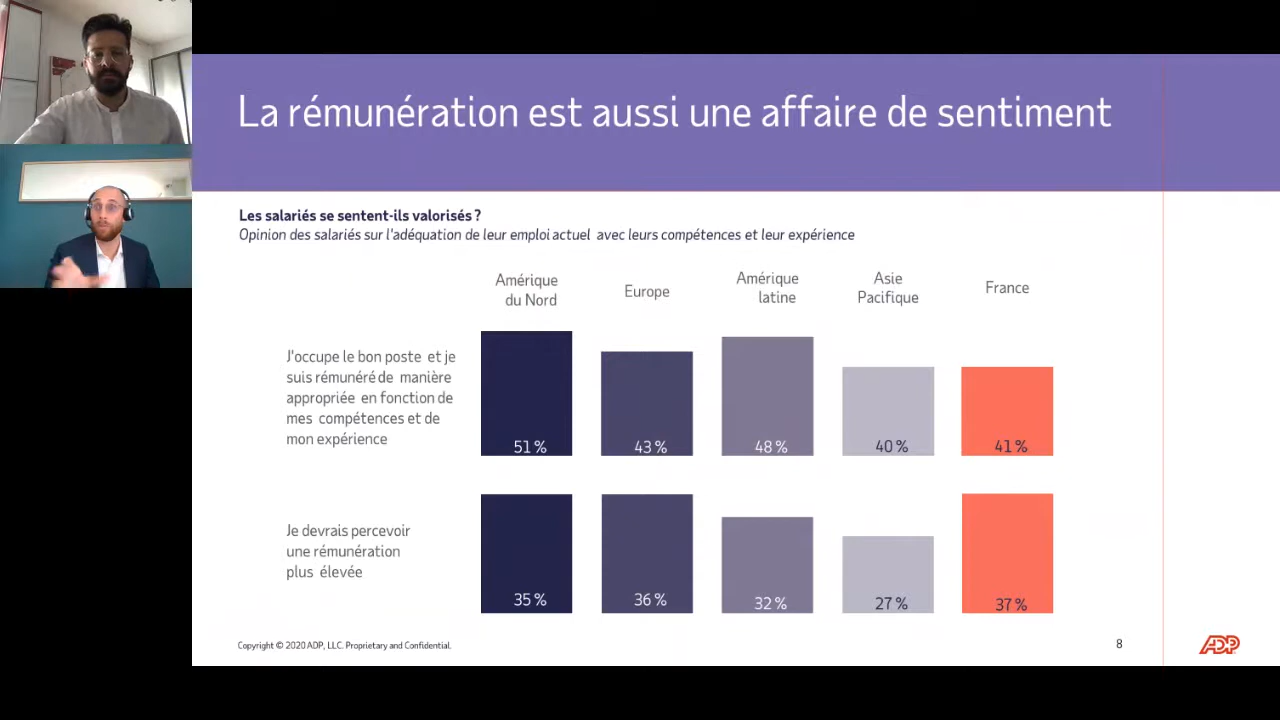 La rémunération est aussi une affaire de sentiment
Les salariés se sentent-ils valorisés ?
Opinion des salariés sur l'adéquation de leur emploi actuel avec leurs compétences et leur expérience
Amérique
du Nord
Europe
Amérique
latine
Asie
Pacifique
France
J'occupe le bon poste et je
suis rémunéré de manière
appropriée en fonction de
mes compétences et de
mon expérience
51 %
43 %
48 %
40 %
41 %
Je devrais percevoir
une rémunération
plus élevée
35 %
36 %
32 %
27 %
37 %
Copyright © 2020 ADP, LLC. Proprietary and Confidential.
8
ADP